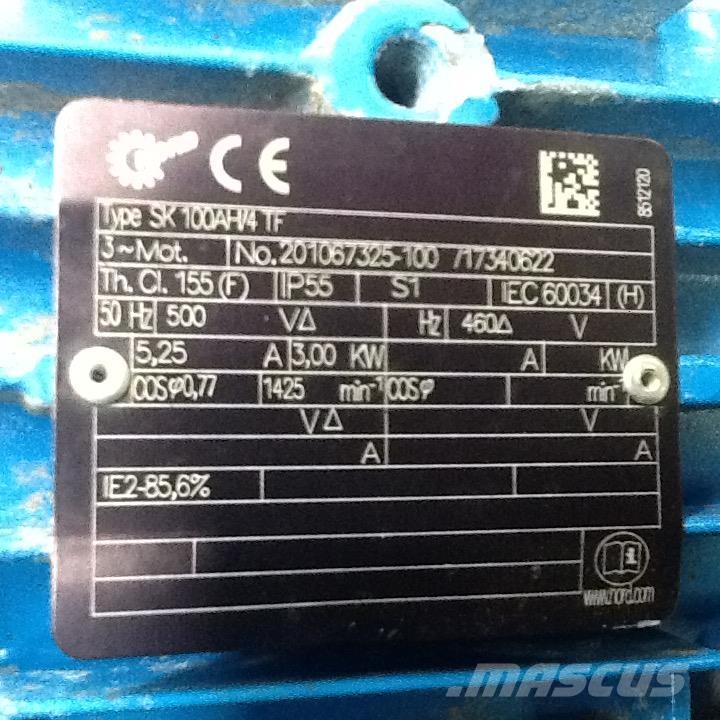 CE
8512120
Type SK 100AH/4 TF
3~Mot. No. 201067325-100 /17340622
Th. Cl. 155 (F) IP55 S1 IEC 60034 (H)
50 Hz 500 VΔ Hz 460Δ V
5,25 A 3,00 KW A KW
COSφ0,77 1425 min⁻¹ COSφ min⁻¹
VΔ V
A A
IE2-85,6%
www.nord.com
MASCUS